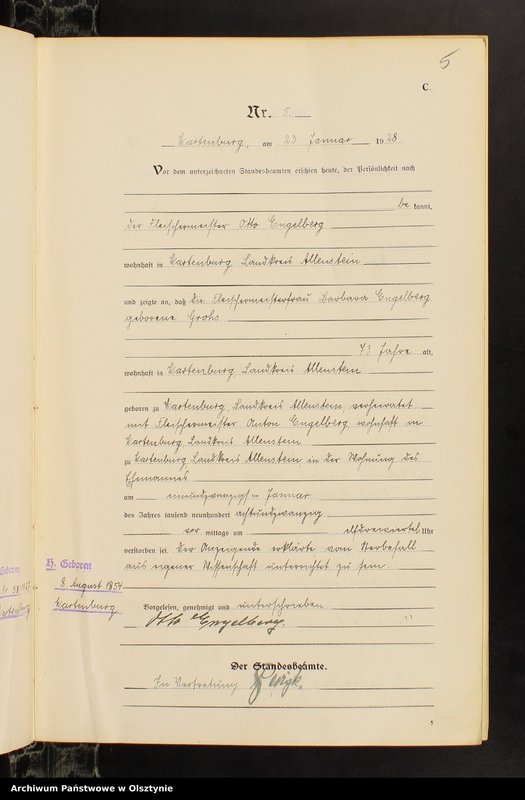 5
C.
Nr. 5.
Wartenburg, am 23 Januar 1928
Vor dem unterzeichneten Standesbeamten erschien heute, der Persönlichkeit nach
be kannt,
der Fleischermeister Otto Engelberg
wohnhaft in Wartenburg Landkreis Allenstein
und zeigte an, daß die Fleischermeisterfrau Barbara Engelberg
geborene Grohs
73 Jahre alt,
wohnhaft in Wartenburg Landkreis Allenstein
geboren zu Wartenburg Landkreis Allenstein, verheiratet
mit Fleischermeister Anton Engelberg wohnhaft in
Wartenburg Landkreis Allenstein
zu Wartenburg Landkreis Allenstein in der Wohnung des
Ehemannes
am einundzwanzigsten Januar
des Jahres tausend neunhundert achtundzwanzig
vor mittags um elfdreiviertel Uhr
verstorben sei. Der Anzeigende erklärte vom Sterbefall
aus eigener Wissenschaft unterrichtet zu sein.
H. Geboren
8. August 1854
Wartenburg
Vorgelesen, genehmigt und unterschrieben
Otto Engelberg.
Der Standesbeamte.
In Vertretung
5
Archiwum Państwowe w Olsztynie